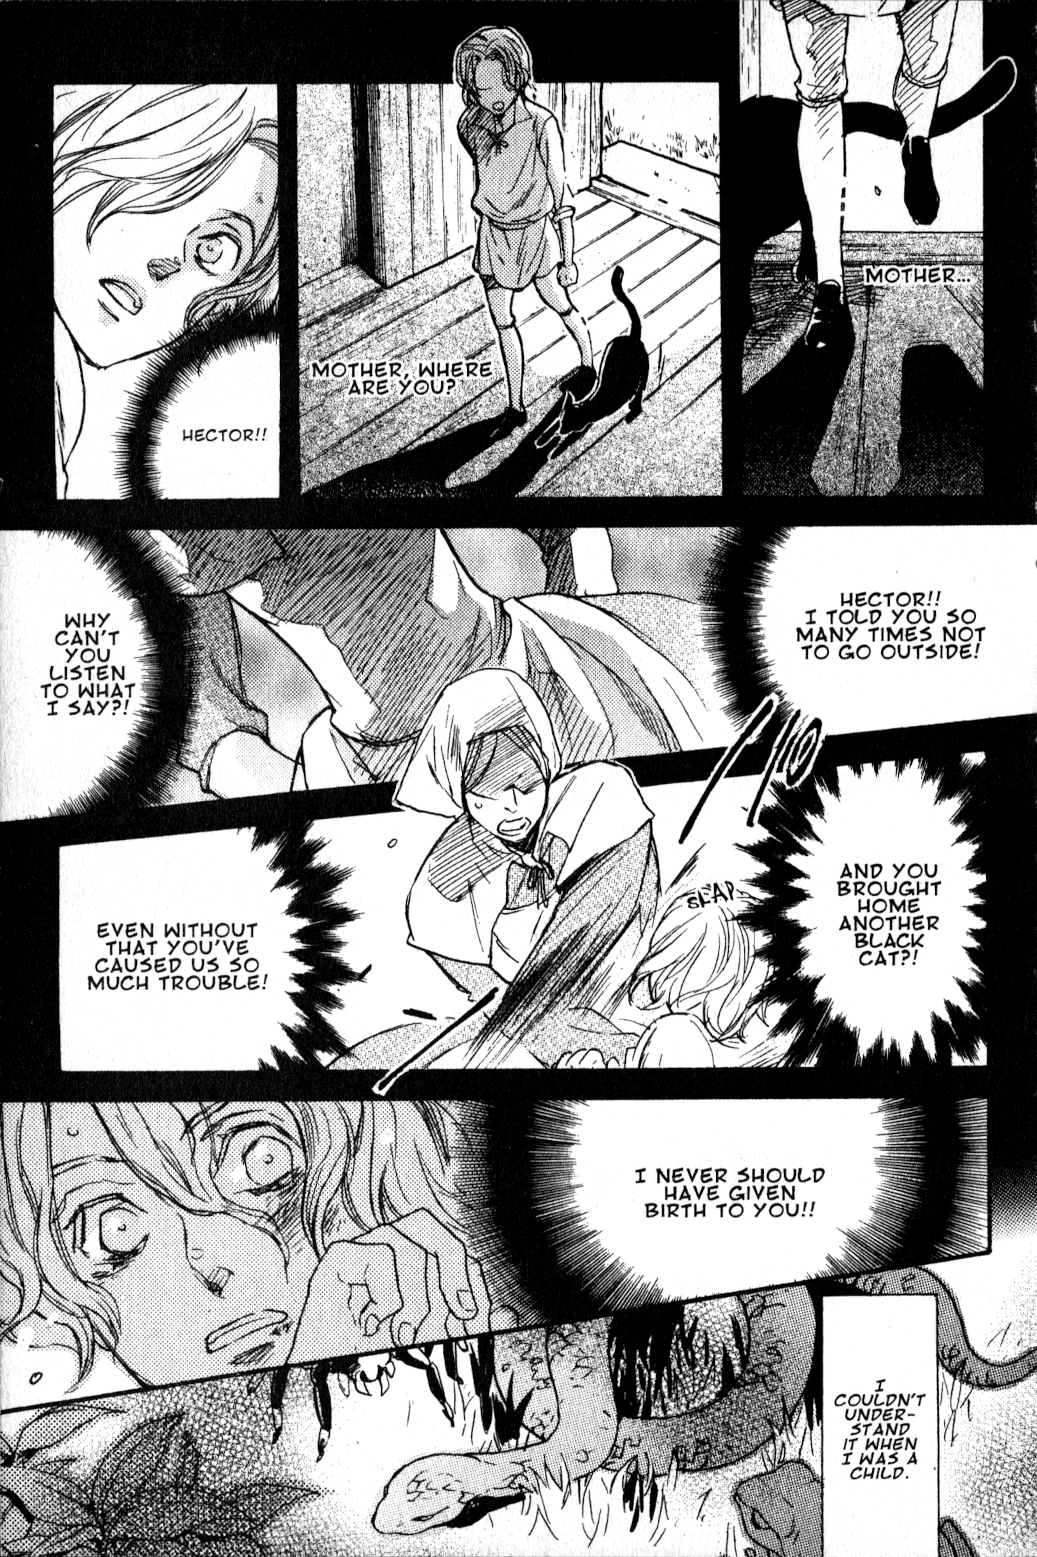 MOTHER...
MOTHER, WHERE
ARE YOU?
HECTOR!!
HECTOR!!
I TOLD YOU SO
MANY TIMES NOT
TO GO OUTSIDE!
WHY
CAN'T
YOU
LISTEN
TO WHAT
I SAY?!
SLAP
AND YOU
BROUGHT
HOME
ANOTHER
BLACK
CAT?!
EVEN WITHOUT
THAT YOU'VE
CAUSED US SO
MUCH TROUBLE!
I NEVER SHOULD
HAVE GIVEN
BIRTH TO YOU!!
I
COULDN'T
UNDER-
STAND
IT WHEN
I WAS A
CHILD.